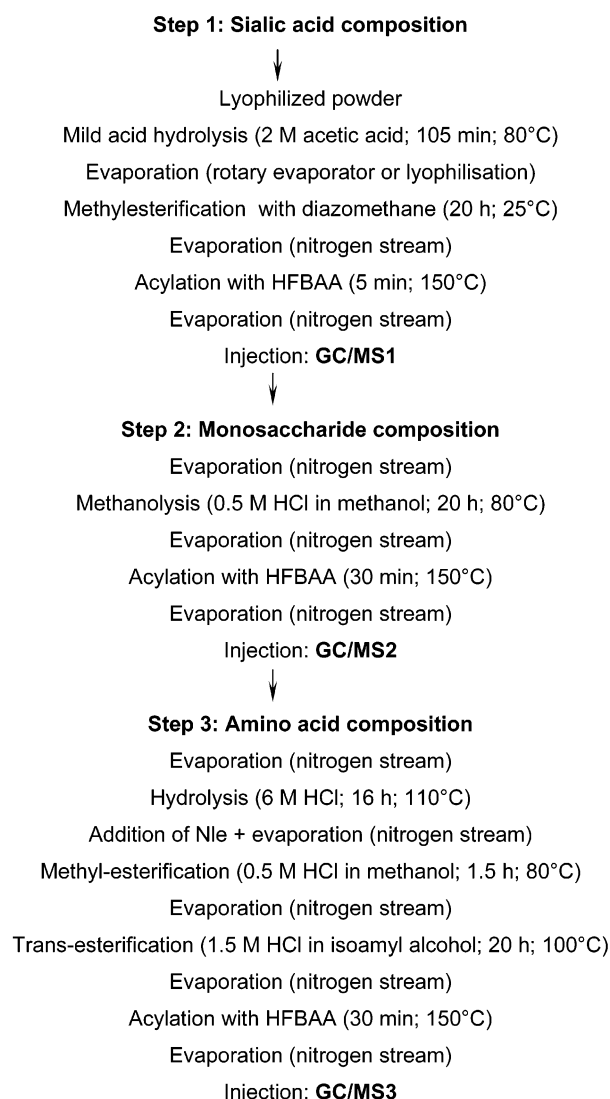 Step 1: Sialic acid composition
Lyophilized powder
Mild acid hydrolysis (2 M acetic acid; 105 min; 80°C)
Evaporation (rotary evaporator or lyophilisation)
Methylesterification with diazomethane (20 h; 25°C)
Evaporation (nitrogen stream)
Acylation with HFBAA (5 min; 150°C)
Evaporation (nitrogen stream)
Injection: GC/MS1
Step 2: Monosaccharide composition
Evaporation (nitrogen stream)
Methanolysis (0.5 M HCl in methanol; 20 h; 80°C)
Evaporation (nitrogen stream)
Acylation with HFBAA (30 min; 150°C)
Evaporation (nitrogen stream)
Injection: GC/MS2
Step 3: Amino acid composition
Evaporation (nitrogen stream)
Hydrolysis (6 M HCl; 16 h; 110°C)
Addition of Nle + evaporation (nitrogen stream)
Methyl-esterification (0.5 M HCl in methanol; 1.5 h; 80°C)
Evaporation (nitrogen stream)
Trans-esterification (1.5 M HCl in isoamyl alcohol; 20 h; 100°C)
Evaporation (nitrogen stream)
Acylation with HFBAA (30 min; 150°C)
Evaporation (nitrogen stream)
Injection: GC/MS3